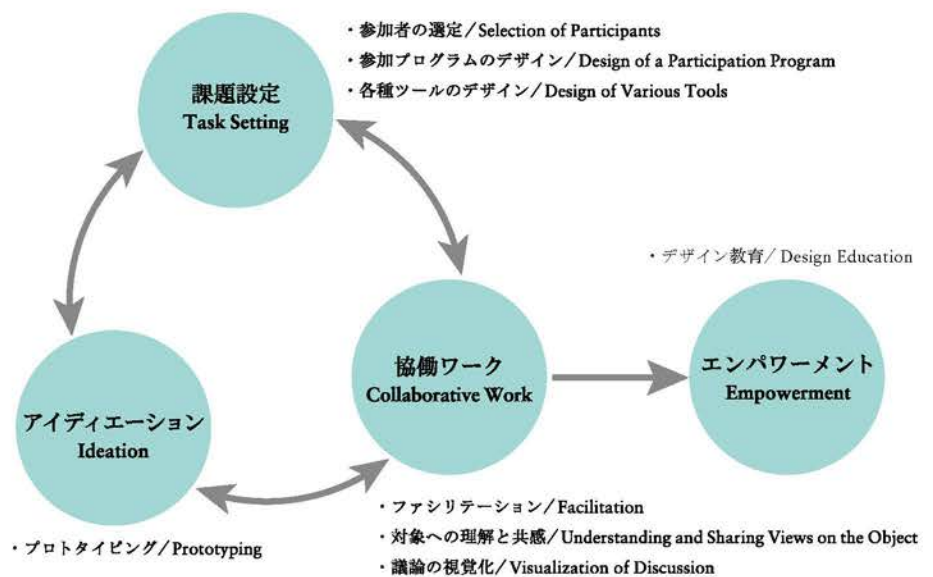 ・参加者の選定／Selection of Participants
・参加プログラムのデザイン／Design of a Participation Program
・各種ツールのデザイン／Design of Various Tools
課題設定
Task Setting
・デザイン教育／Design Education
協働ワーク
Collaborative Work
エンパワーメント
Empowerment
アイディエーション
Ideation
・プロトタイピング／Prototyping
・ファシリテーション／Facilitation
・対象への理解と共感／Understanding and Sharing Views on the Object
・議論の視覚化／Visualization of Discussion